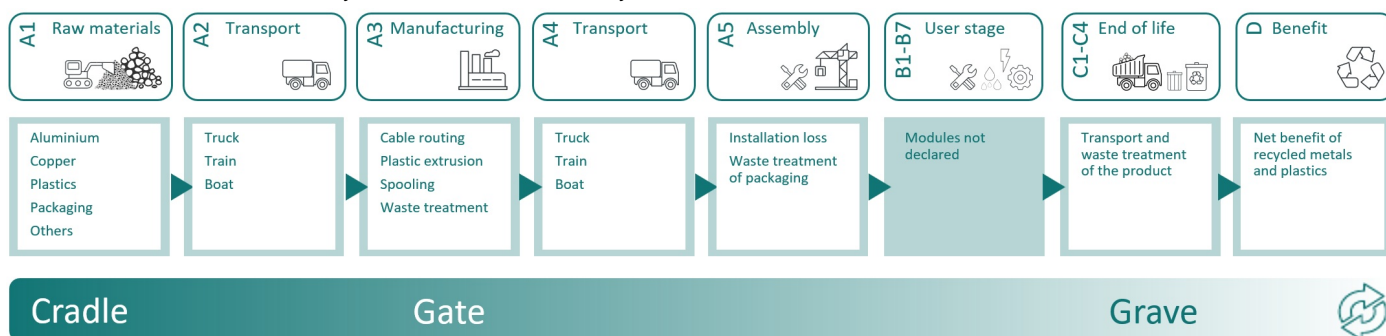 A1 Raw materials
A2 Transport
A3 Manufacturing
A4 Transport
A5 Assembly
B1-B7 User stage
C1-C4 End of life
D Benefit
Aluminium
Copper
Plastics
Packaging
Others
Truck
Train
Boat
Cable routing
Plastic extrusion
Spooling
Waste treatment
Truck
Train
Boat
Installation loss
Waste treatment
of packaging
Modules not
declared
Transport and
waste treatment
of the product
Net benefit of
recycled metals
and plastics
Cradle
Gate
Grave